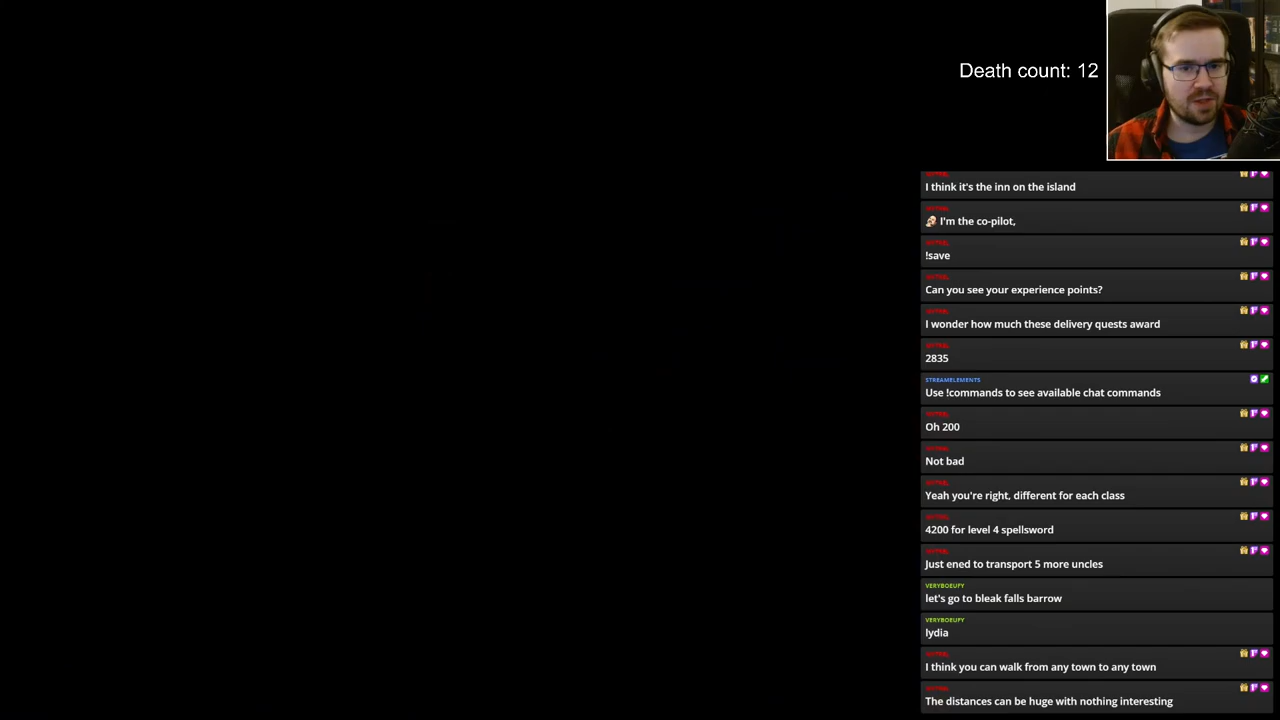 Death count: 12
I think it's the inn on the island
I'm the co-pilot,
!save
Can you see your experience points?
I wonder how much these delivery quests award
2835
STREAMELEMENTS
Use !commands to see available chat commands
Oh 200
Not bad
Yeah you're right, different for each class
4200 for level 4 spellsword
Just ened to transport 5 more uncles
VERYBOEUFY
let's go to bleak falls barrow
VERYBOEUFY
lydia
I think you can walk from any town to any town
The distances can be huge with nothing interesting